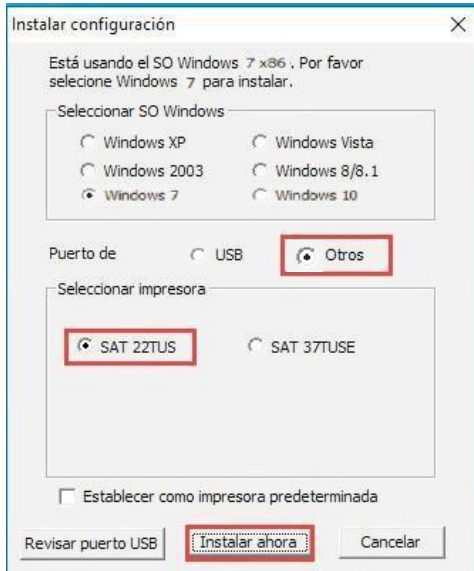 Instalar configuración
Está usando el SO Windows 7 x86 . Por favor
selecione Windows 7 para instalar.
Seleccionar SO Windows
Windows XP Windows Vista
Windows 2003 Windows 8/8.1
Windows 7 Windows 10
Puerto de USB Otros
Seleccionar impresora
SAT 22TUS SAT 37TUSE
Establecer como impresora predeterminada
Revisar puerto USB Instalar ahora Cancelar